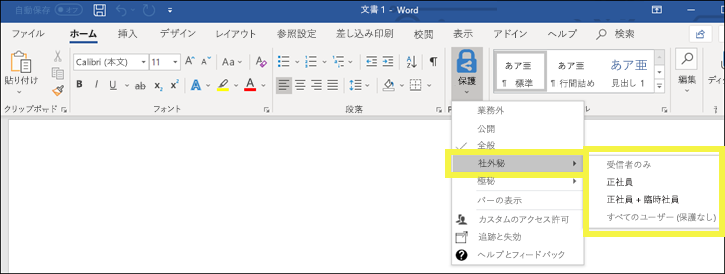 自動保存 オフ 文書 1 - Word
ファイル ホーム 挿入 デザイン レイアウト 参照設定 差し込み印刷 校閲 表示 アドイン ヘルプ 検索
貼り付け Calibri (本文) 11 保護 あア亜 あア亜 あア亜 編集
標準 行間詰め 見出し 1
クリップボード フォント 段落
業務外
公開
全般
社外秘
極秘
バーの表示
カスタムのアクセス許可
追跡と失効
ヘルプとフィードバック
受信者のみ
正社員
正社員 + 臨時社員
すべてのユーザー (保護なし)